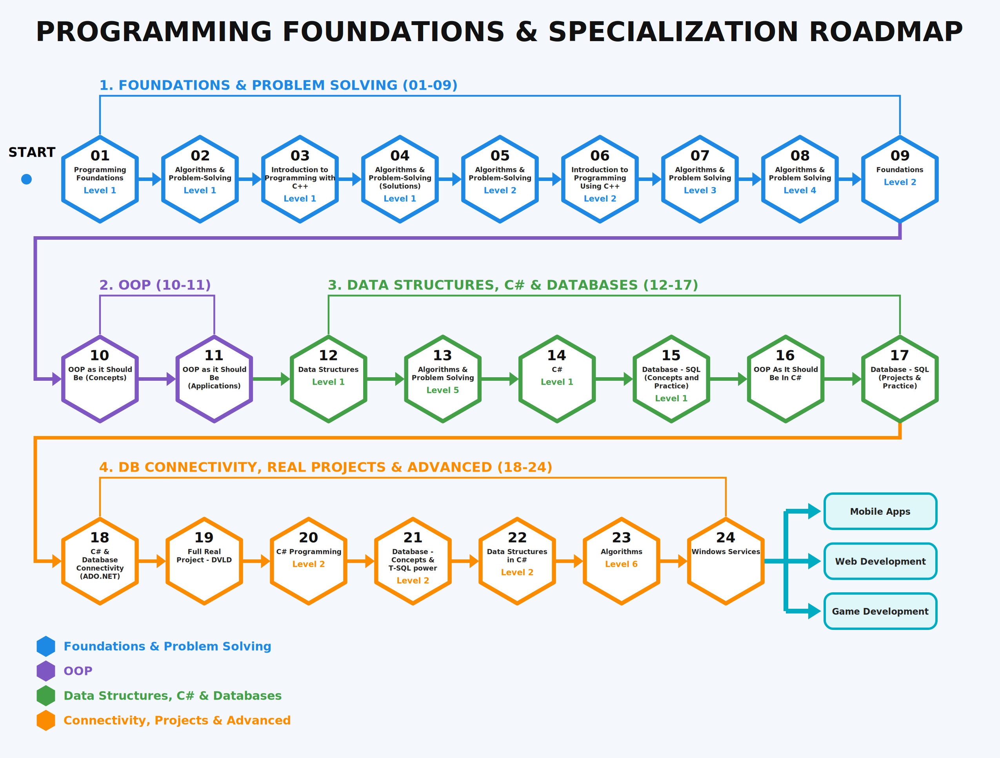 PROGRAMMING FOUNDATIONS & SPECIALIZATION ROADMAP
1. FOUNDATIONS & PROBLEM SOLVING (01-09)
START
01
Programming
Foundations
Level 1
02
Algorithms &
Problem-Solving
Level 1
03
Introduction to
Programming with
C++
Level 1
04
Algorithms &
Problem-Solving
(Solutions)
Level 1
05
Algorithms &
Problem-Solving
Level 2
06
Introduction to
Programming
Using C++
Level 2
07
Algorithms &
Problem Solving
Level 3
08
Algorithms &
Problem Solving
Level 4
09
Foundations
Level 2
2. OOP (10-11)
3. DATA STRUCTURES, C# & DATABASES (12-17)
10
OOP as it Should
Be (Concepts)
11
OOP as it Should
Be
(Applications)
12
Data Structures
Level 1
13
Algorithms &
Problem Solving
Level 5
14
C#
Level 1
15
Database - SQL
(Concepts and
Practice)
Level 1
16
OOP As It Should
Be In C#
17
Database - SQL
(Projects &
Practice)
4. DB CONNECTIVITY, REAL PROJECTS & ADVANCED (18-24)
18
C# &
Database
Connectivity
(ADO.NET)
19
Full Real
Project - DVLD
20
C# Programming
Level 2
21
Database -
Concepts &
T-SQL power
Level 2
22
Data Structures
in C#
Level 2
23
Algorithms
Level 6
24
Windows Services
Mobile Apps
Web Development
Game Development
Foundations & Problem Solving
OOP
Data Structures, C# & Databases
Connectivity, Projects & Advanced